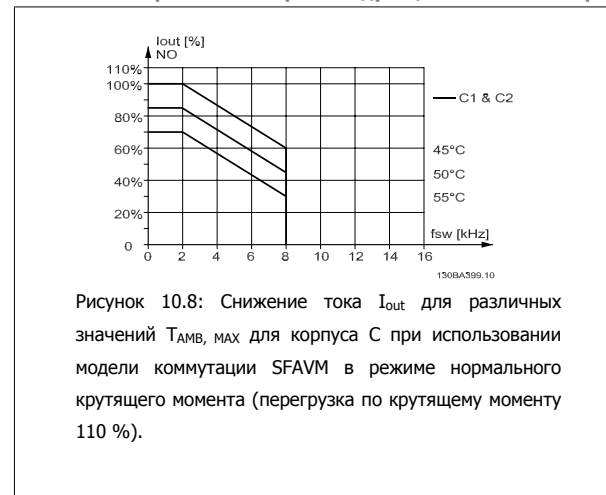 Iout [%]
NO
110%
100%
80%
60%
40%
20%
0
0 2 4 6 8 10 12 14 16
fsw [kHz]
C1 & C2
45°C
50°C
55°C
130BA399.10
Рисунок 10.8: Снижение тока Iout для различных
значений TAMB, MAX для корпуса C при использовании
модели коммутации SFAVM в режиме нормального
крутящего момента (перегрузка по крутящему моменту
110 %).